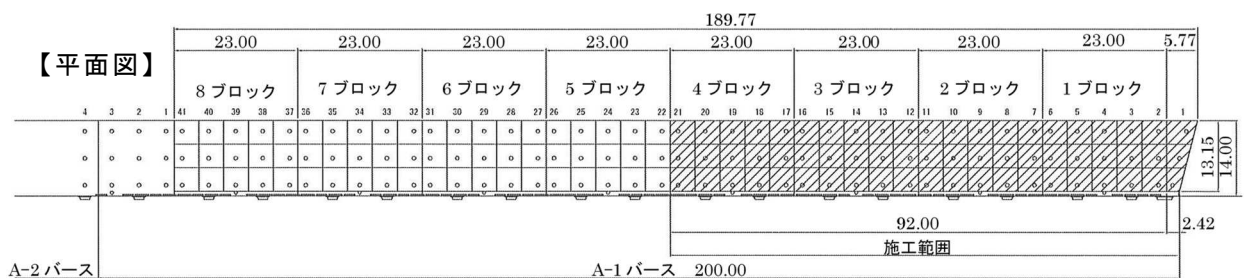 189.77
23.00 23.00 23.00 23.00 23.00 23.00 23.00 23.00 5.77
【平面図】
8 ブロック 7 ブロック 6 ブロック 5 ブロック 4 ブロック 3 ブロック 2 ブロック 1 ブロック
4 3 2 1 41 40 39 38 37 36 35 34 33 32 31 30 29 28 27 26 25 24 23 22 21 20 19 18 17 16 15 14 13 12 11 10 9 8 7 6 5 4 3 2 1
13.15
14.00
92.00 2.42
施工範囲
A-2 バース A-1 バース 200.00